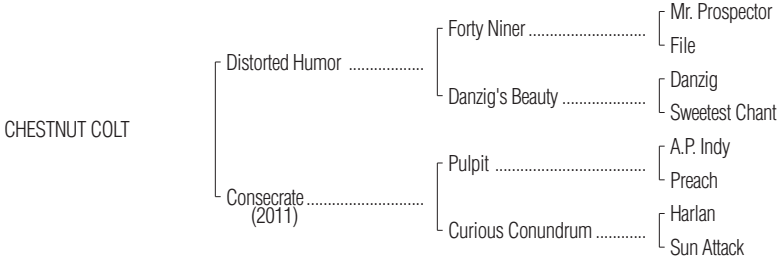 Mr. Prospector
Forty Niner ............................
File
Distorted Humor ..................
Danzig
Danzig's Beauty ....................
Sweetest Chant
CHESTNUT COLT
A.P. Indy
Pulpit ....................................
Preach
Consecrate ............................
(2011)
Harlan
Curious Conundrum ............
Sun Attack